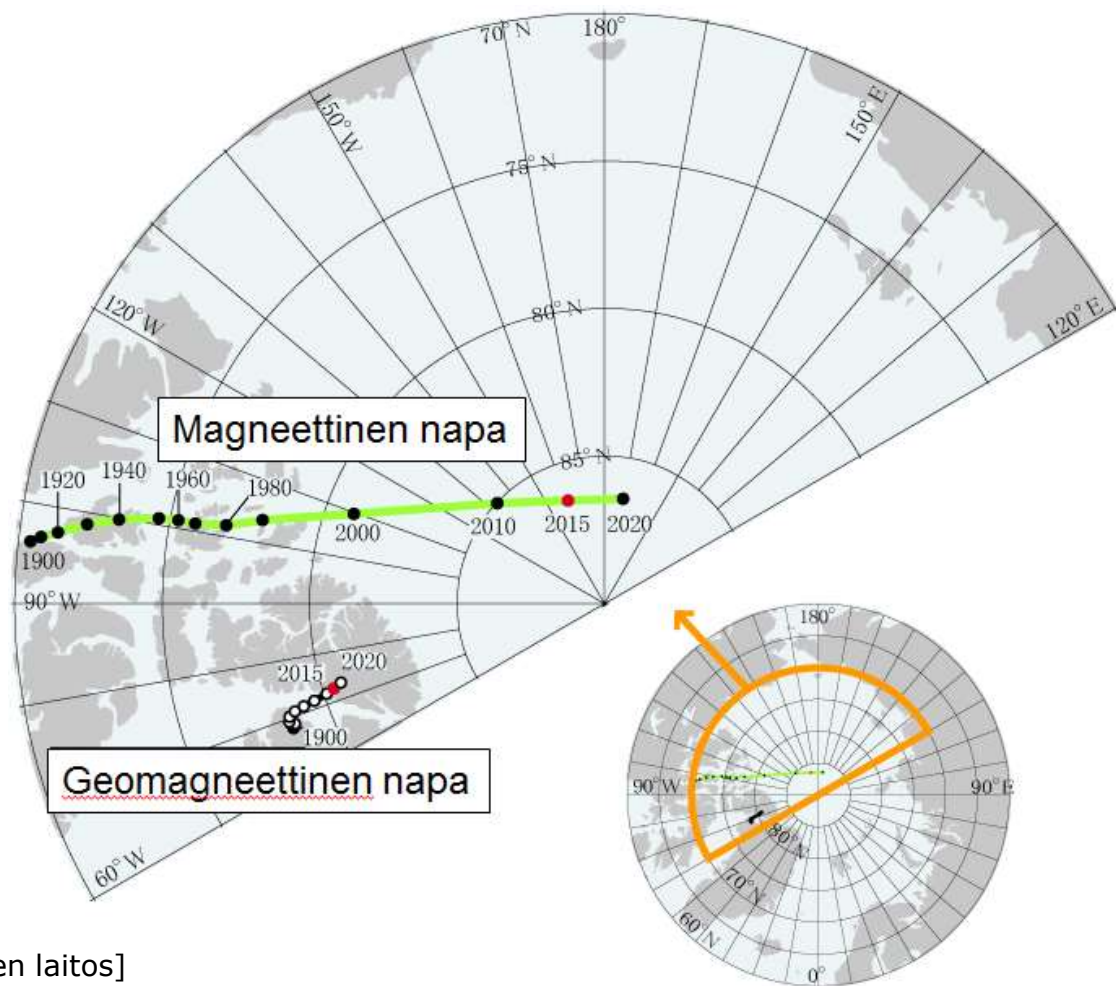 70°N
180°
150°W
150°E
75°N
120°W
80°N
120°E
Magneettinen napa
85°N
1920
1940
1960
1980
1900
2000
2010
2015
2020
90°W
2015
2020
1900
Geomagneettinen napa
60°W
180°
90°W
90°E
80°N
70°N
60°N
0°
en laitos]